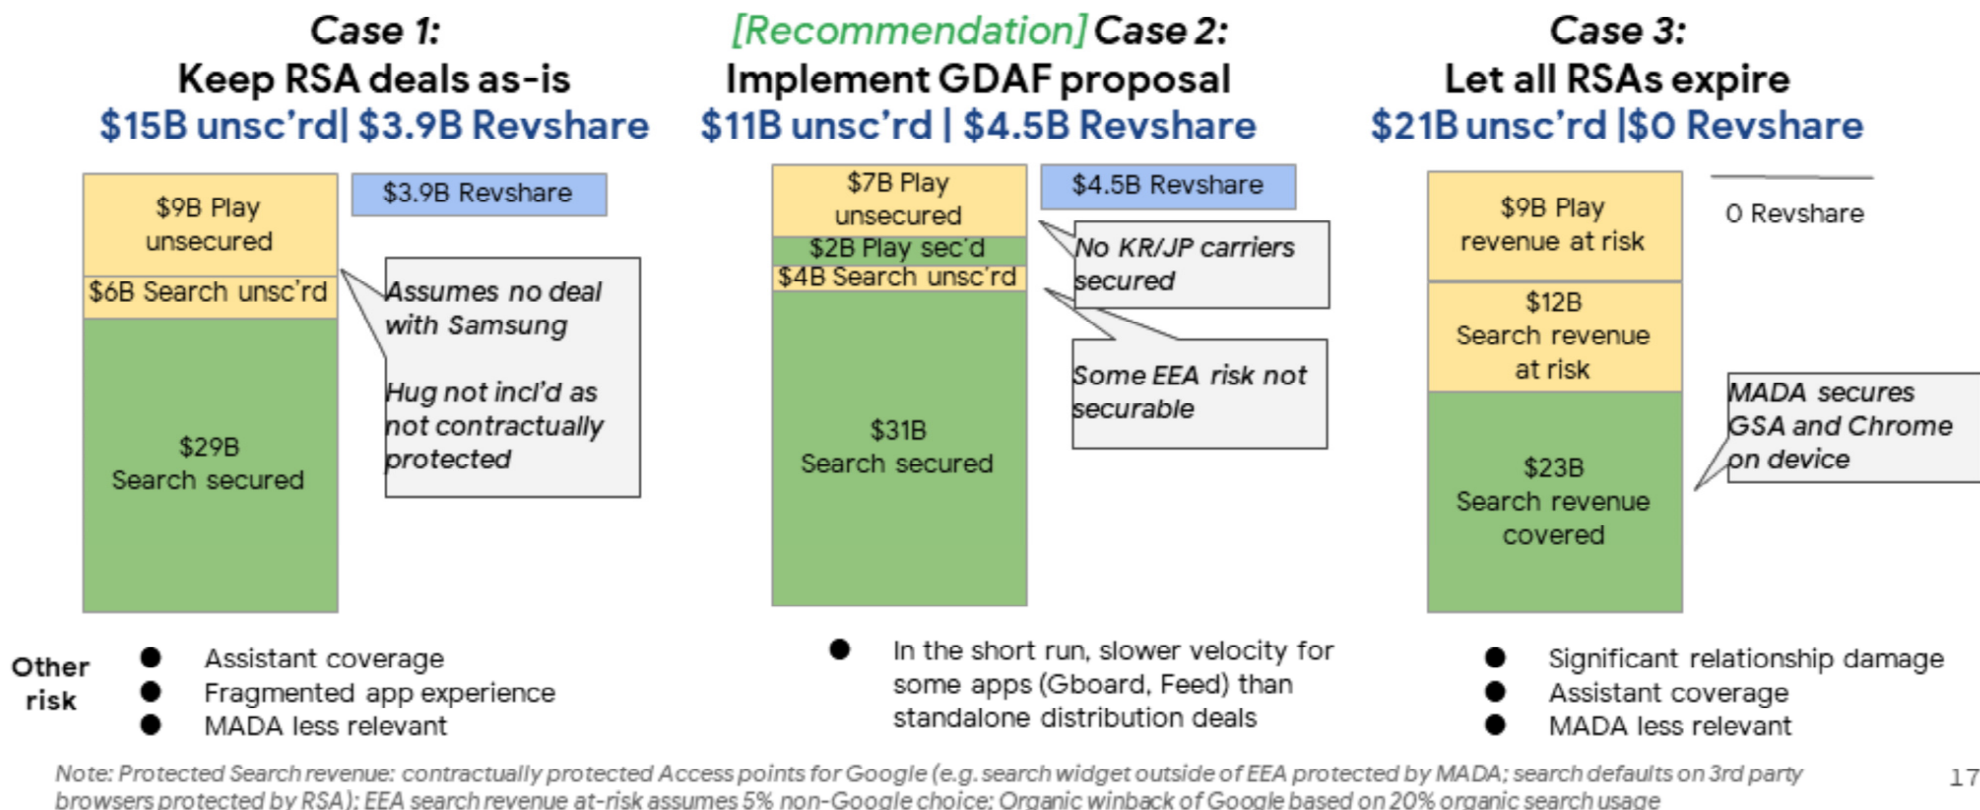 Case 1:
Keep RSA deals as-is
$15B unsc'rd| $3.9B Revshare
$9B Play
unsecured
$6B Search unsc'rd
$29B
Search secured
$3.9B Revshare
Assumes no deal
with Samsung
Hug not incl'd as
not contractually
protected
[Recommendation] Case 2:
Implement GDAF proposal
$11B unsc'rd | $4.5B Revshare
$7B Play
unsecured
$2B Play sec'd
$4B Search unsc'rd
$31B
Search secured
$4.5B Revshare
No KR/JP carriers
secured
Some EEA risk not
securable
Case 3:
Let all RSAs expire
$21B unsc'rd |$0 Revshare
$9B Play
revenue at risk
$12B
Search revenue
at risk
$23B
Search revenue
covered
0 Revshare
MADA secures
GSA and Chrome
on device
Other
risk
● Assistant coverage
● Fragmented app experience
● MADA less relevant
● In the short run, slower velocity for
some apps (Gboard, Feed) than
standalone distribution deals
● Significant relationship damage
● Assistant coverage
● MADA less relevant
Note: Protected Search revenue: contractually protected Access points for Google (e.g. search widget outside of EEA protected by MADA; search defaults on 3rd party
browsers protected by RSA); EEA search revenue at-risk assumes 5% non-Google choice; Organic winback of Google based on 20% organic search usage
17